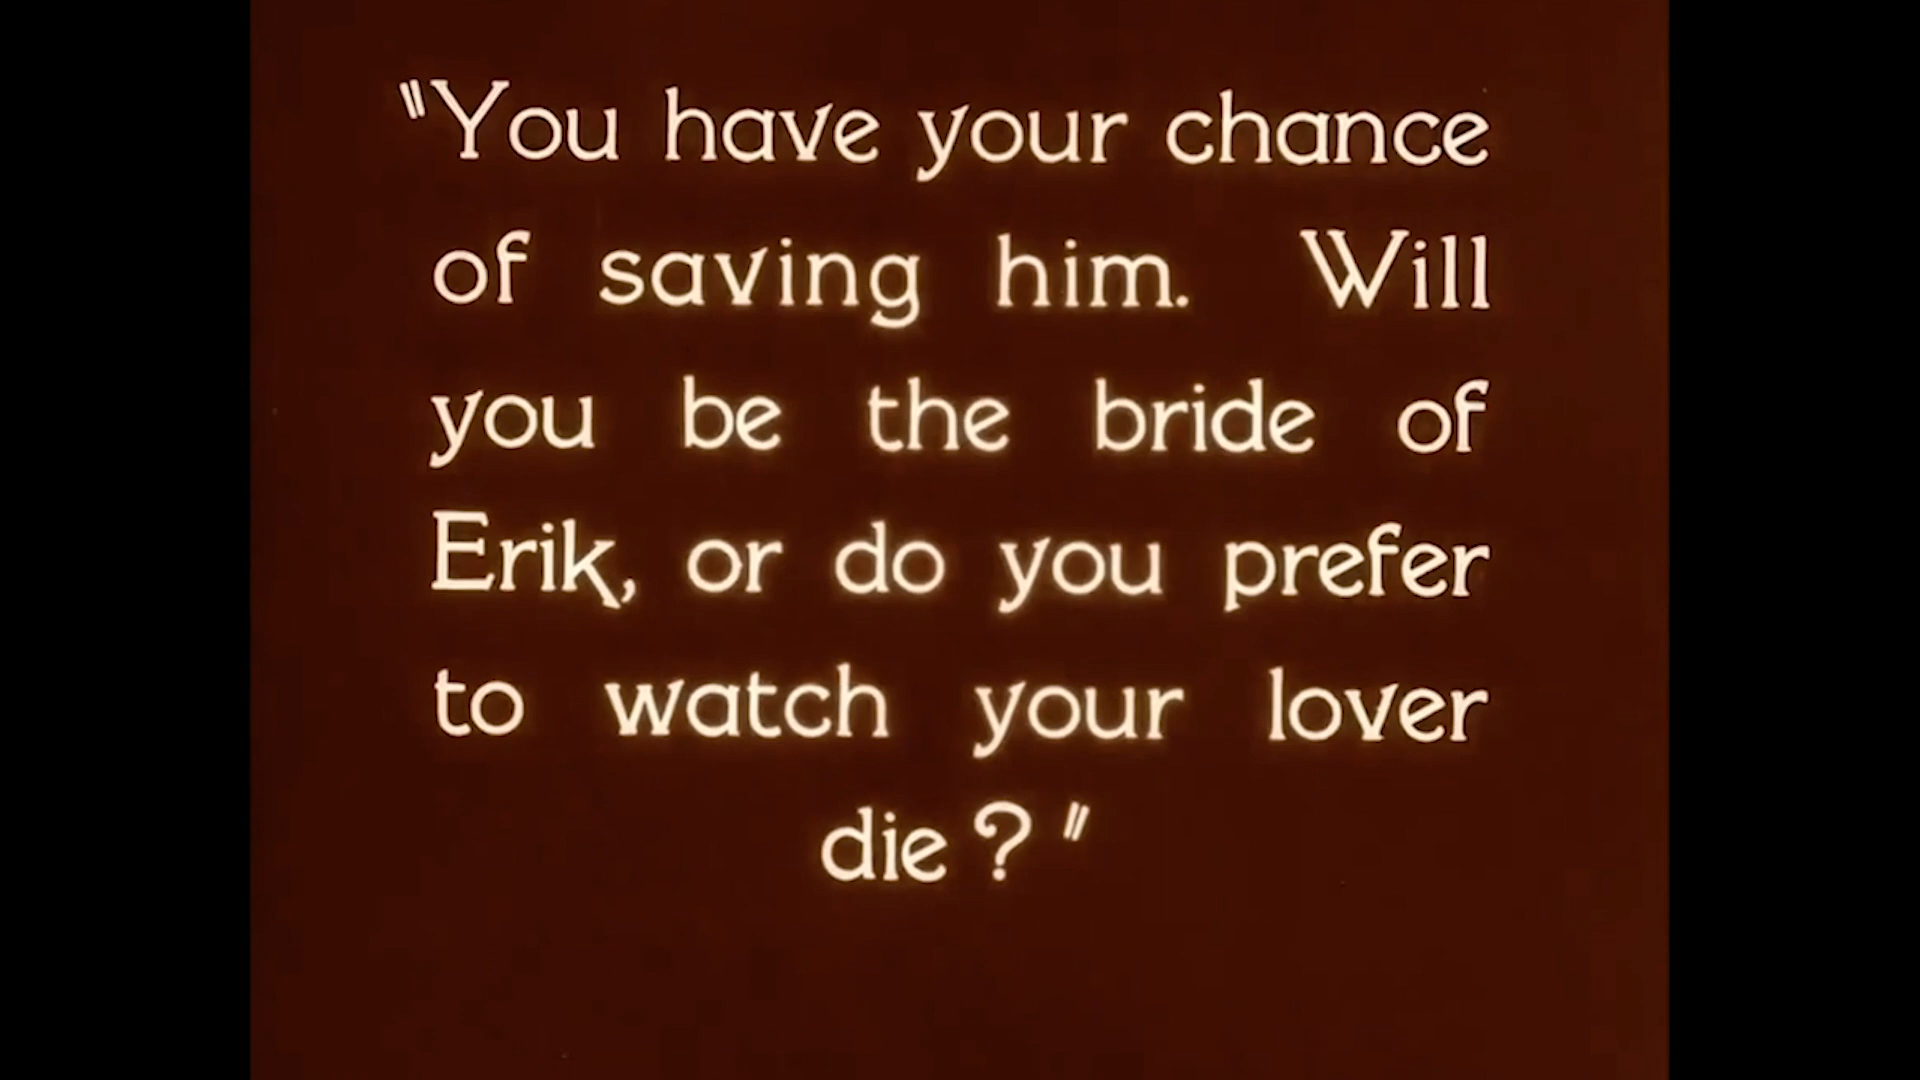 "You have your chance
of saving him. Will
you be the bride of
Erik, or do you prefer
to watch your lover
die?"